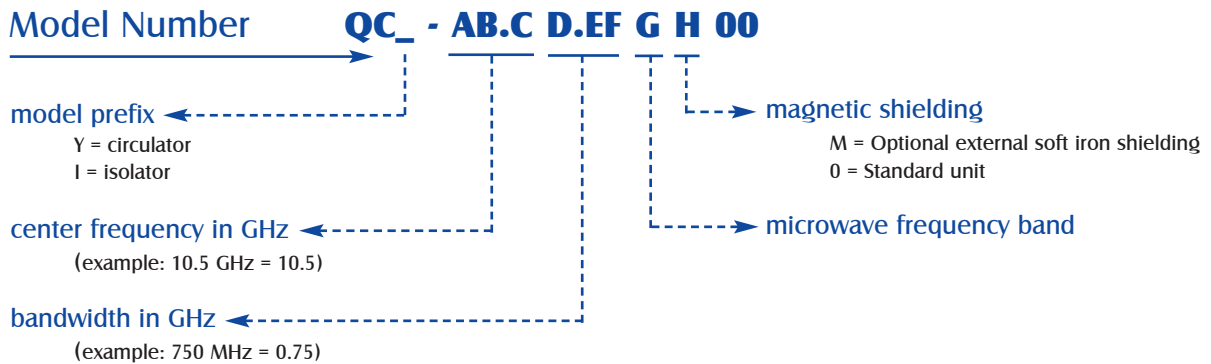 Model Number QC_ - AB.C D.EF G H 00
model prefix
Y = circulator
I = isolator
magnetic shielding
M = Optional external soft iron shielding
0 = Standard unit
center frequency in GHz
(example: 10.5 GHz = 10.5)
microwave frequency band
bandwidth in GHz
(example: 750 MHz = 0.75)